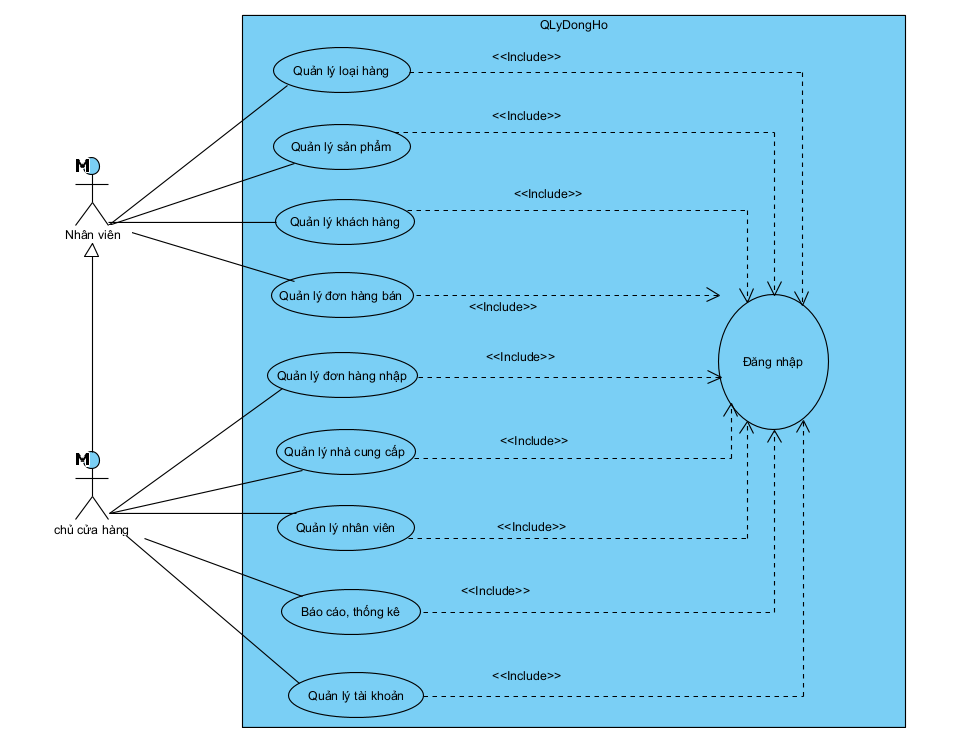 QLyDongHo
<<Include>>
Quản lý loại hàng
<<Include>>
Quản lý sản phẩm
M
<<Include>>
Quản lý khách hàng
Nhân viên
Quản lý đơn hàng bán
<<Include>>
<<Include>>
Đăng nhập
Quản lý đơn hàng nhập
<<Include>>
Quản lý nhà cung cấp
M
<<Include>>
Quản lý nhân viên
chủ cửa hàng
<<Include>>
Báo cáo, thống kê
<<Include>>
Quản lý tài khoản